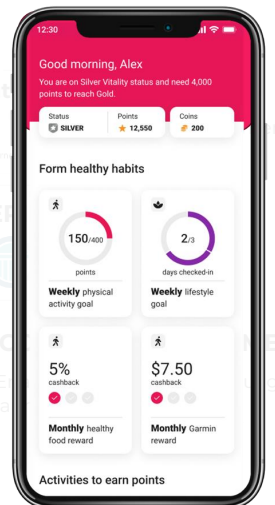 12:30
Good morning, Alex
You are on Silver Vitality status and need 4,000
points to reach Gold.
Status
SILVER
Points
12,550
Coins
200
Form healthy habits
150/400
points
Weekly physical
activity goal
2/3
days checked-in
Weekly lifestyle
goal
5%
cashback
Monthly healthy
food reward
$7.50
cashback
Monthly Garmin
reward
Activities to earn points